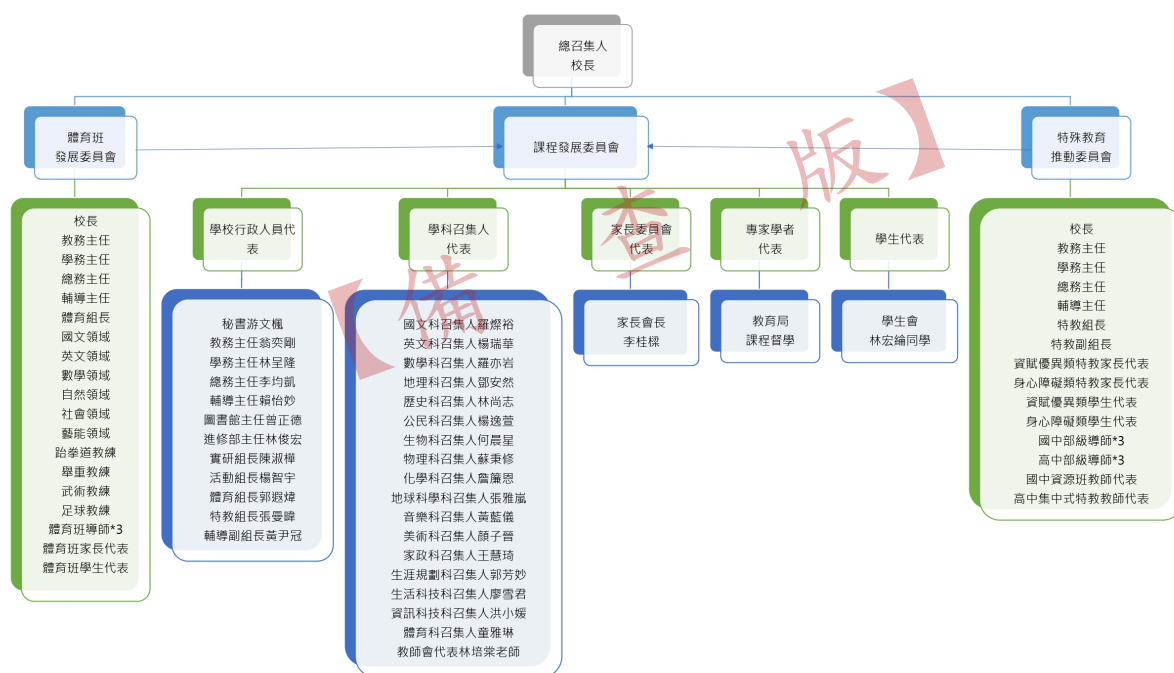 總召集人
校長
體育班
發展委員會
課程發展委員會
特殊教育
推動委員會
校長
教務主任
學務主任
總務主任
輔導主任
體育組長
國文領域
英文領域
數學領域
自然領域
社會領域
藝能領域
跆拳道教練
舉重教練
武術教練
足球教練
體育班導師*3
體育班家長代表
體育班學生代表
學校行政人員代
表
秘書游文楓
教務主任翁奕剛
學務主任林呈隆
總務主任李均凱
輔導主任賴怡妙
圖書館主任曾正德
進修部主任林俊宏
實研組長陳淑樺
活動組長楊智宇
體育組長郭遐煒
特教組長張曼暐
輔導副組長黃尹冠
學科召集人
代表
國文科召集人羅燦裕
英文科召集人楊瑞華
數學科召集人羅亦岩
地理科召集人鄧安然
歷史科召集人林尚志
公民科召集人楊逸萱
生物科召集人何晨星
物理科召集人蘇秉修
化學科召集人詹簾恩
地球科學科召集人張雅嵐
音樂科召集人黃藍儀
美術科召集人顏子晉
家政科召集人王慧琦
生涯規劃科召集人郭芳妙
生活科技科召集人廖雪君
資訊科技科召集人洪小媛
體育科召集人童雅琳
教師會代表林培棠老師
家長委員會
代表
家長會長
李桂樑
專家學者
代表
教育局
課程督學
學生代表
學生會
林宏綸同學
校長
教務主任
學務主任
總務主任
輔導主任
特教組長
特教副組長
資賦優異類特教家長代表
身心障礙類特教家長代表
資賦優異類學生代表
身心障礙類學生代表
國中部級導師*3
高中部級導師*3
國中資源班教師代表
高中集中式特教教師代表
【備查版】